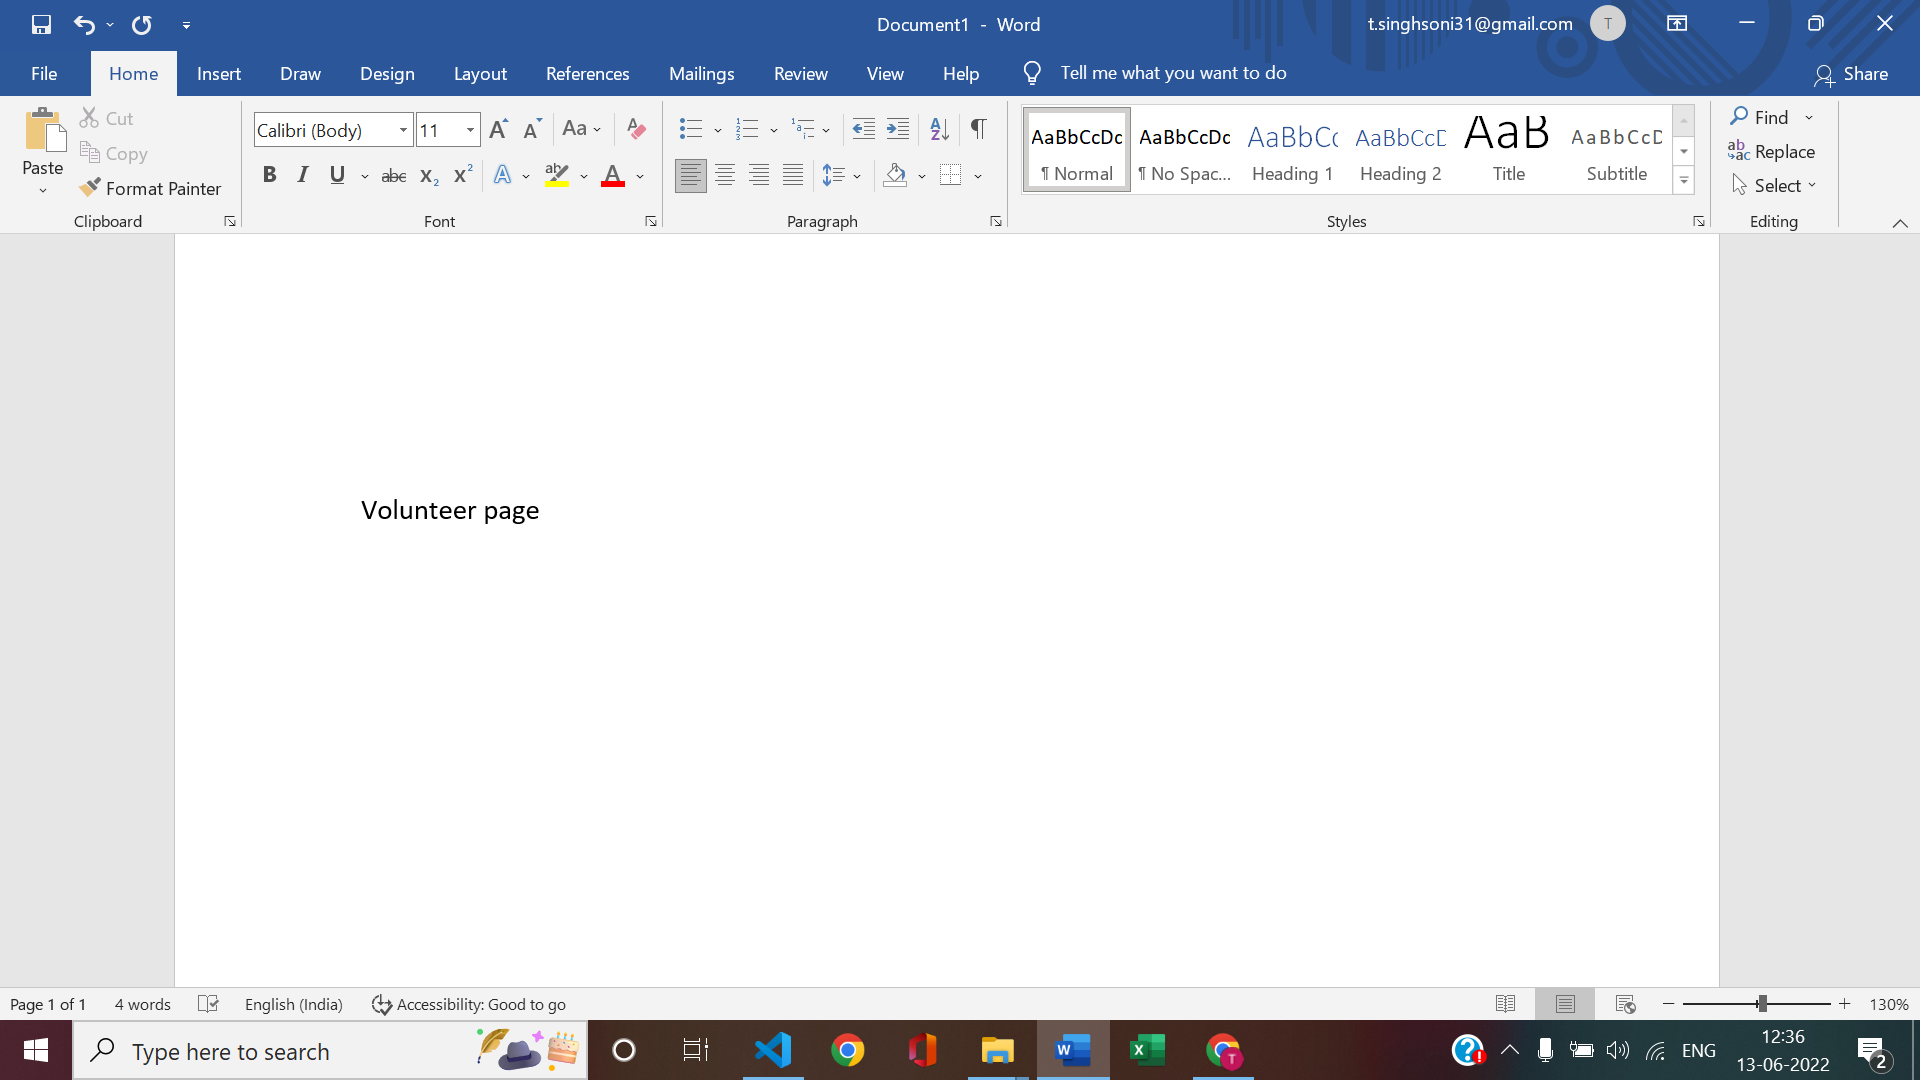 Document1 - Word
t.singhsoni31@gmail.com
T
File
Home
Insert
Draw
Design
Layout
References
Mailings
Review
View
Help
Tell me what you want to do
Share
Paste
Cut
Copy
Format Painter
Clipboard
Calibri (Body)
11
Font
Paragraph
AaBbCcDc
¶ Normal
AaBbCcDc
¶ No Spac...
AaBbCc
Heading 1
AaBbCcD
Heading 2
AaB
Title
AaBbCcD
Subtitle
Styles
Find
Replace
Select
Editing
Volunteer page
Page 1 of 1
4 words
English (India)
Accessibility: Good to go
130%
Type here to search
ENG
12:36
13-06-2022
2